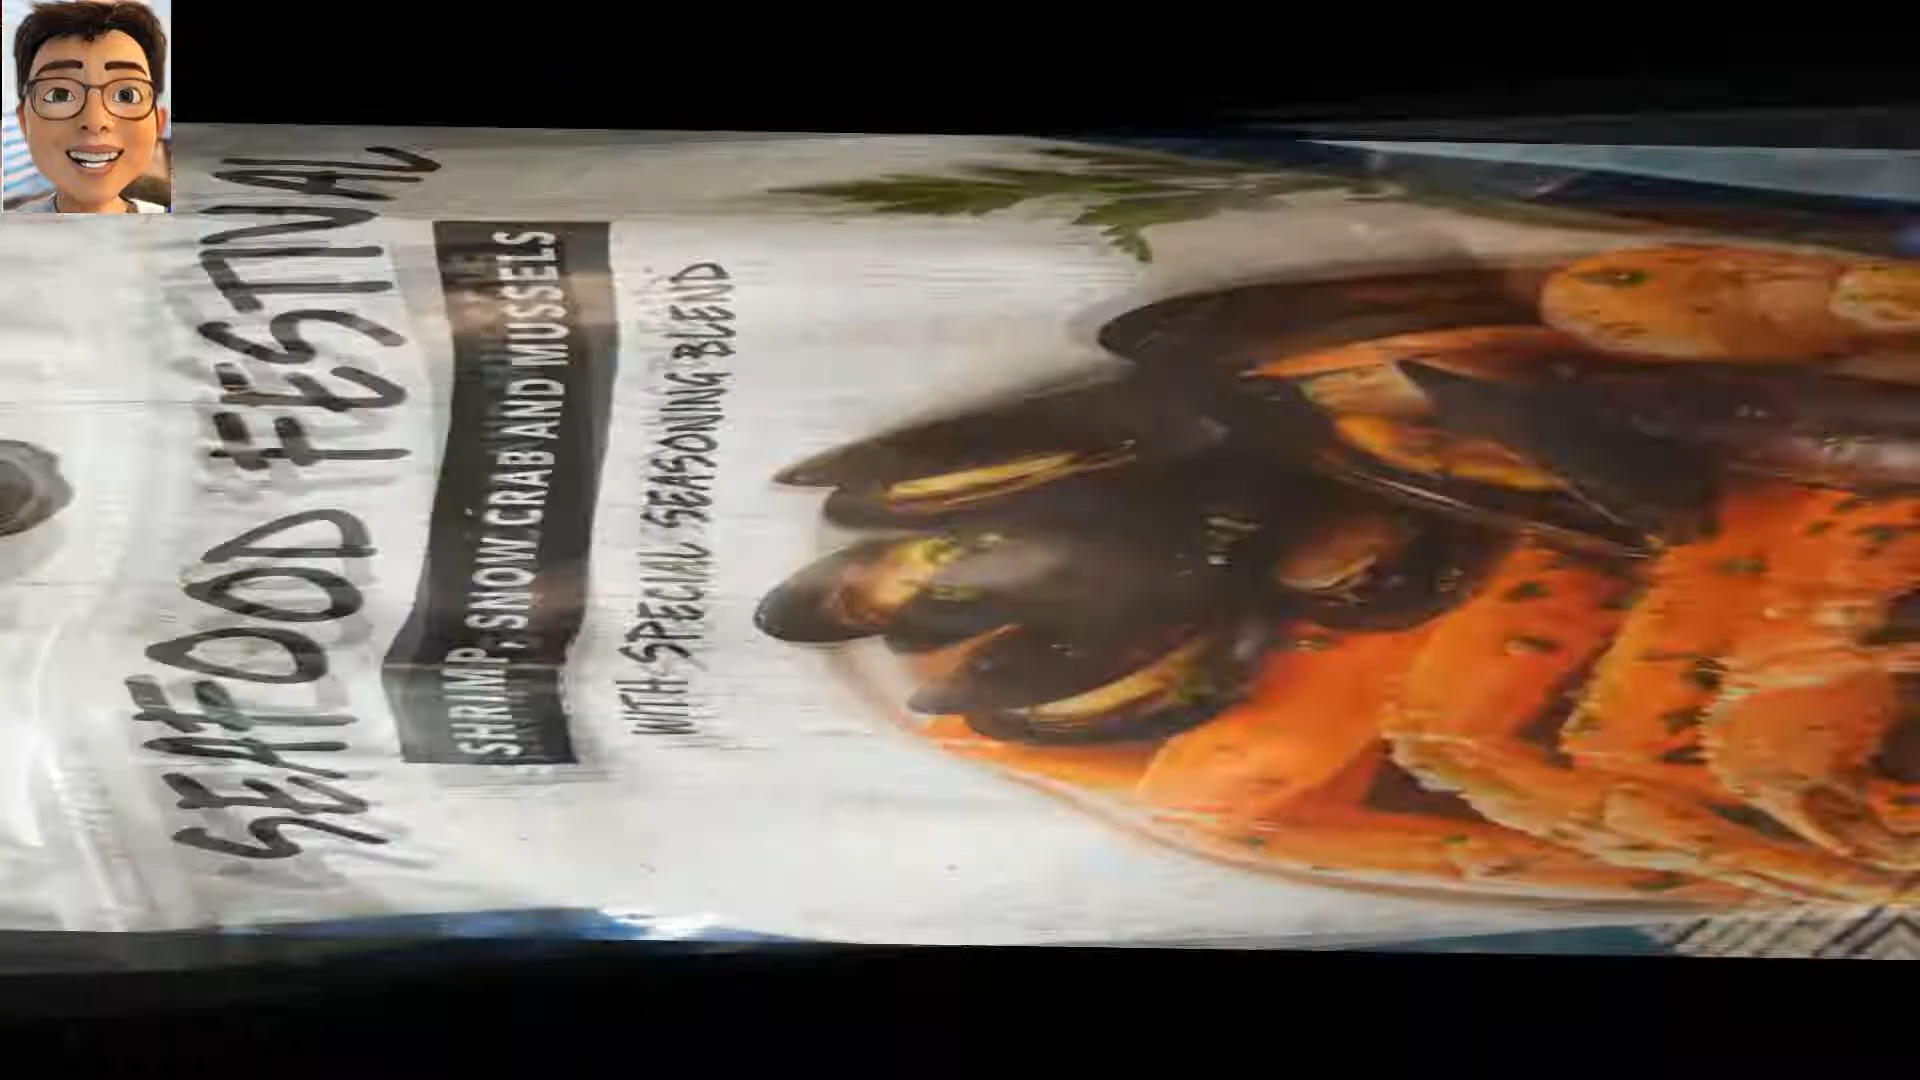 SEAFOOD FESTIVAL
SHRIMP, SNOW CRAB AND MUSSELS
WITH SPECIAL SEASONING BLEND